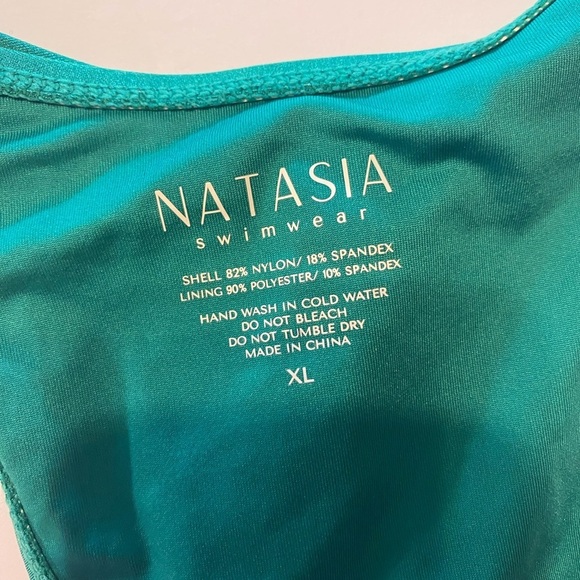 NATASIA
swimwear
SHELL 82% NYLON/ 18% SPANDEX
LINING 90% POLYESTER/ 10% SPANDEX
HAND WASH IN COLD WATER
DO NOT BLEACH
DO NOT TUMBLE DRY
MADE IN CHINA
XL